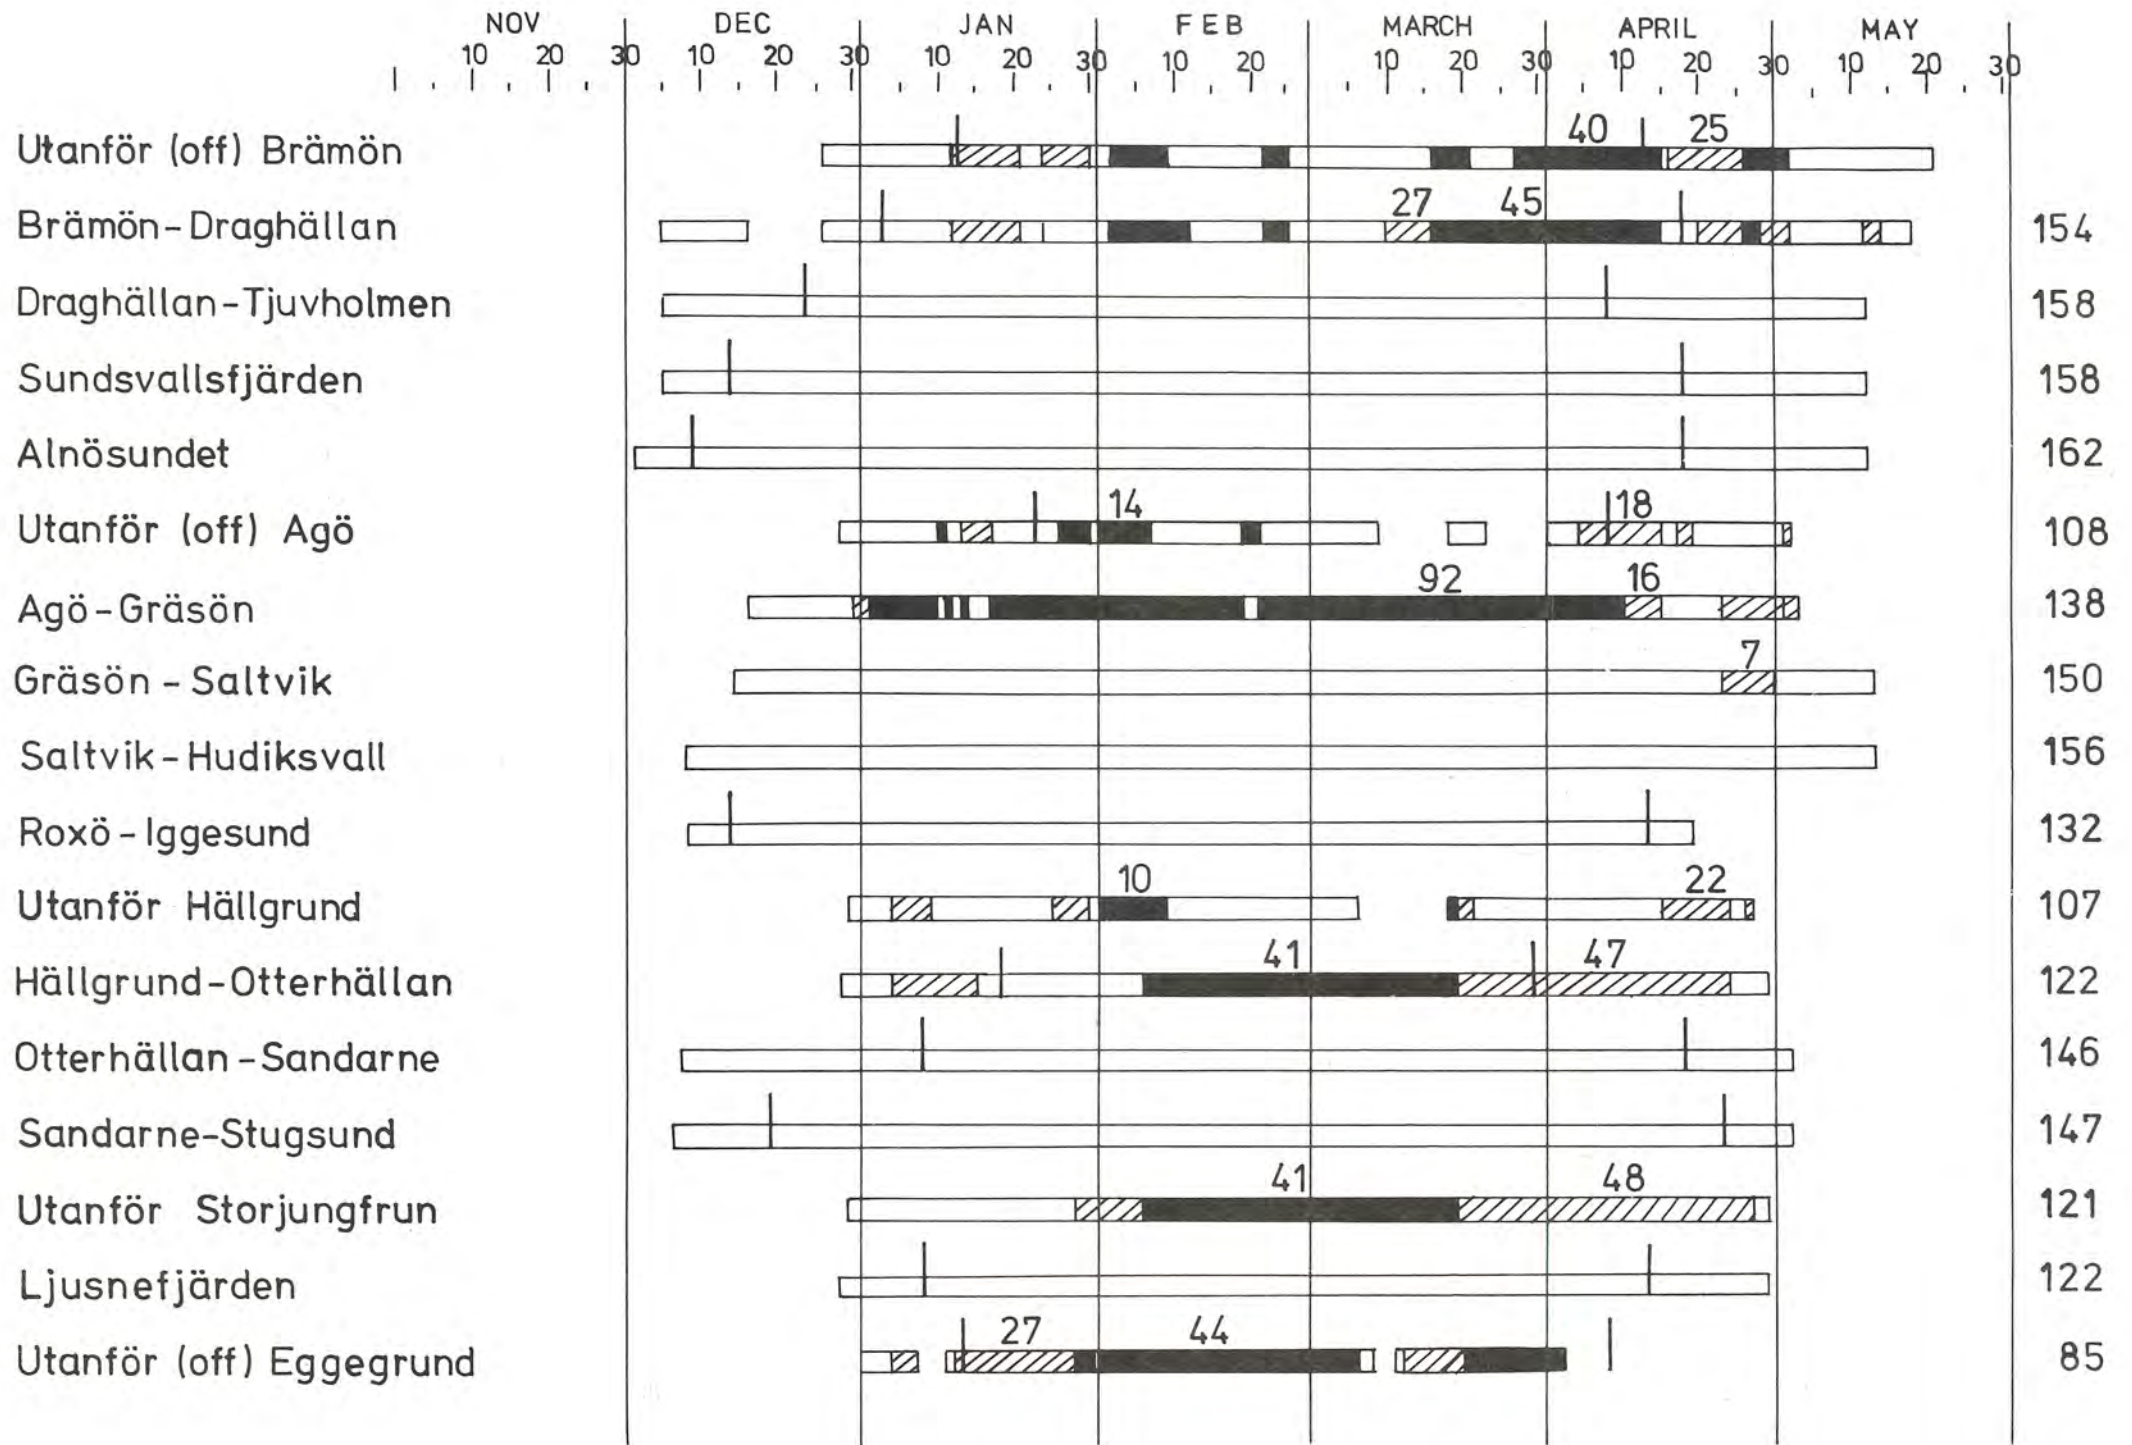 NOV DEC JAN FEB MARCH APRIL MAY
10 20 30 10 20 30 10 20 30 10 20 10 20 30 10 20 30 10 20 30
40 25
Utanför (off) Brämön
27 45
Brämön-Draghällan 154
Draghällan-Tjuvholmen 158
Sundsvallsfjärden 158
Alnösundet 162
14 18
Utanför (off) Agö 108
92 16
Agö-Gräsön 138
7
Gräsön-Saltvik 150
Saltvik-Hudiksvall 156
Roxö-Iggesund 132
10 22
Utanför Hällgrund 107
41 47
Hällgrund-Otterhällan 122
Otterhällan-Sandarne 146
Sandarne-Stugsund 147
41 48
Utanför Storjungfrun 121
Ljusnefjärden 122
27 44
Utanför (off) Eggegrund 85